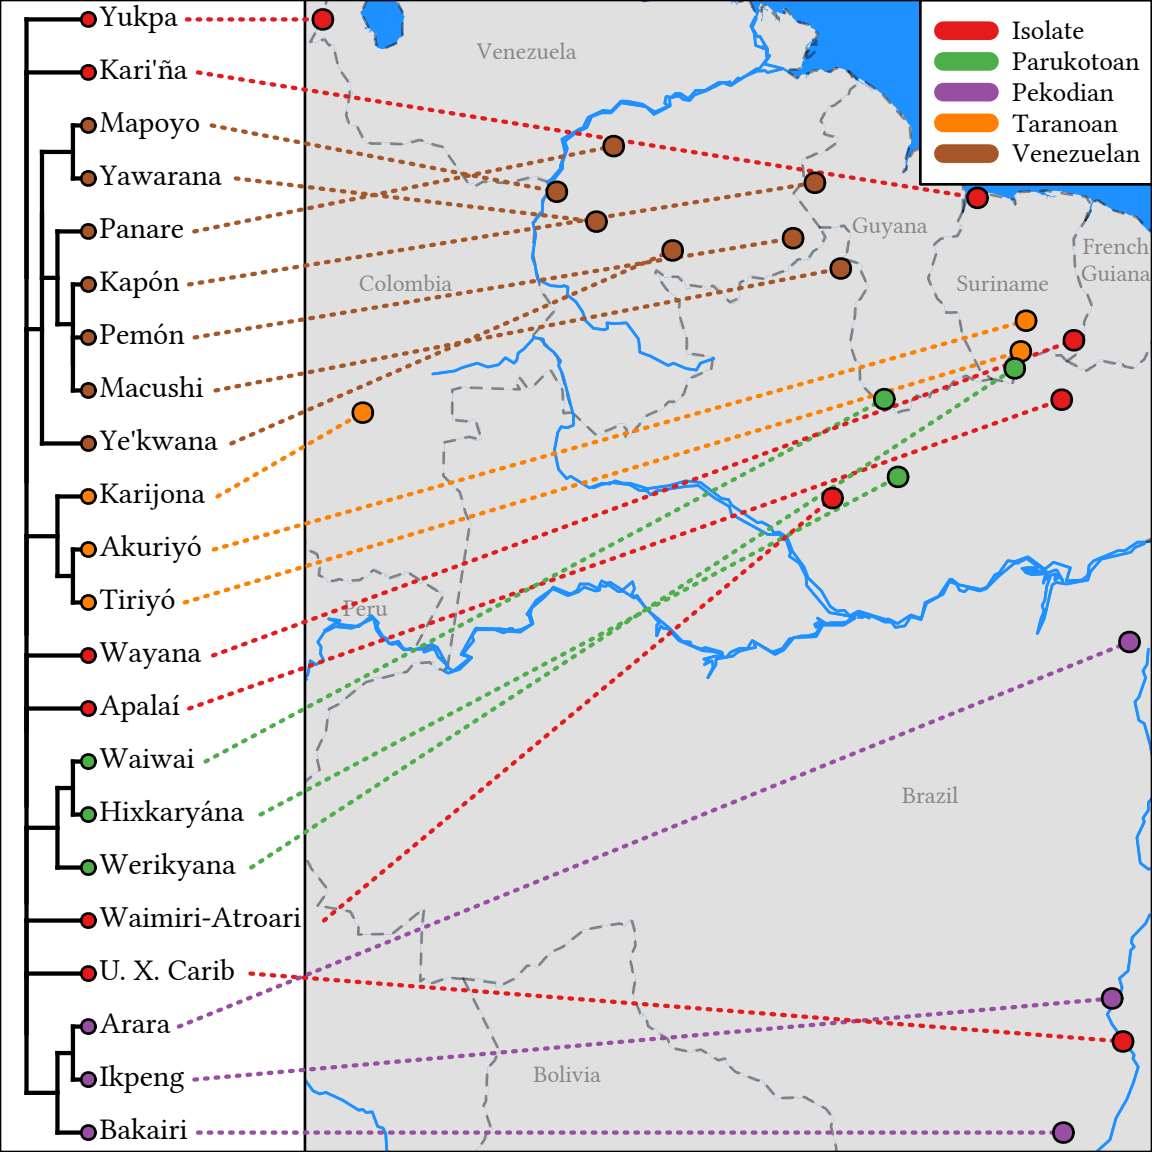 Yukpa
Kari'ña
Mapoyo
Yawarana
Panare
Kapón
Pemón
Macushi
Ye'kwana
Karijona
Akuriyó
Tiriyó
Wayana
Apalaí
Waiwai
Hixkaryána
Werikyana
Waimiri-Atroari
U. X. Carib
Arara
Ikpeng
Bakairi
Venezuela
Colombia
Guyana
Suriname
French
Guiana
Peru
Brazil
Bolivia
Isolate
Parukotoan
Pekodian
Taranoan
Venezuelan